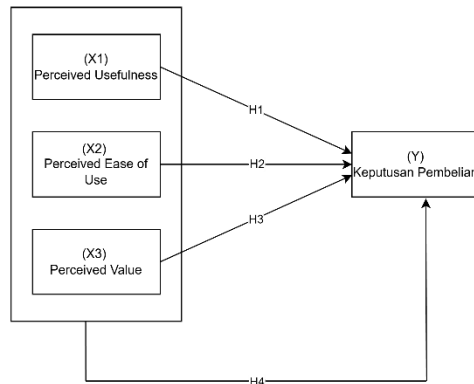 (X1)
Perceived Usefulness
H1
(X2)
Perceived Ease of
Use
H2
(Y)
Keputusan Pembelian
H3
(X3)
Perceived Value
H4